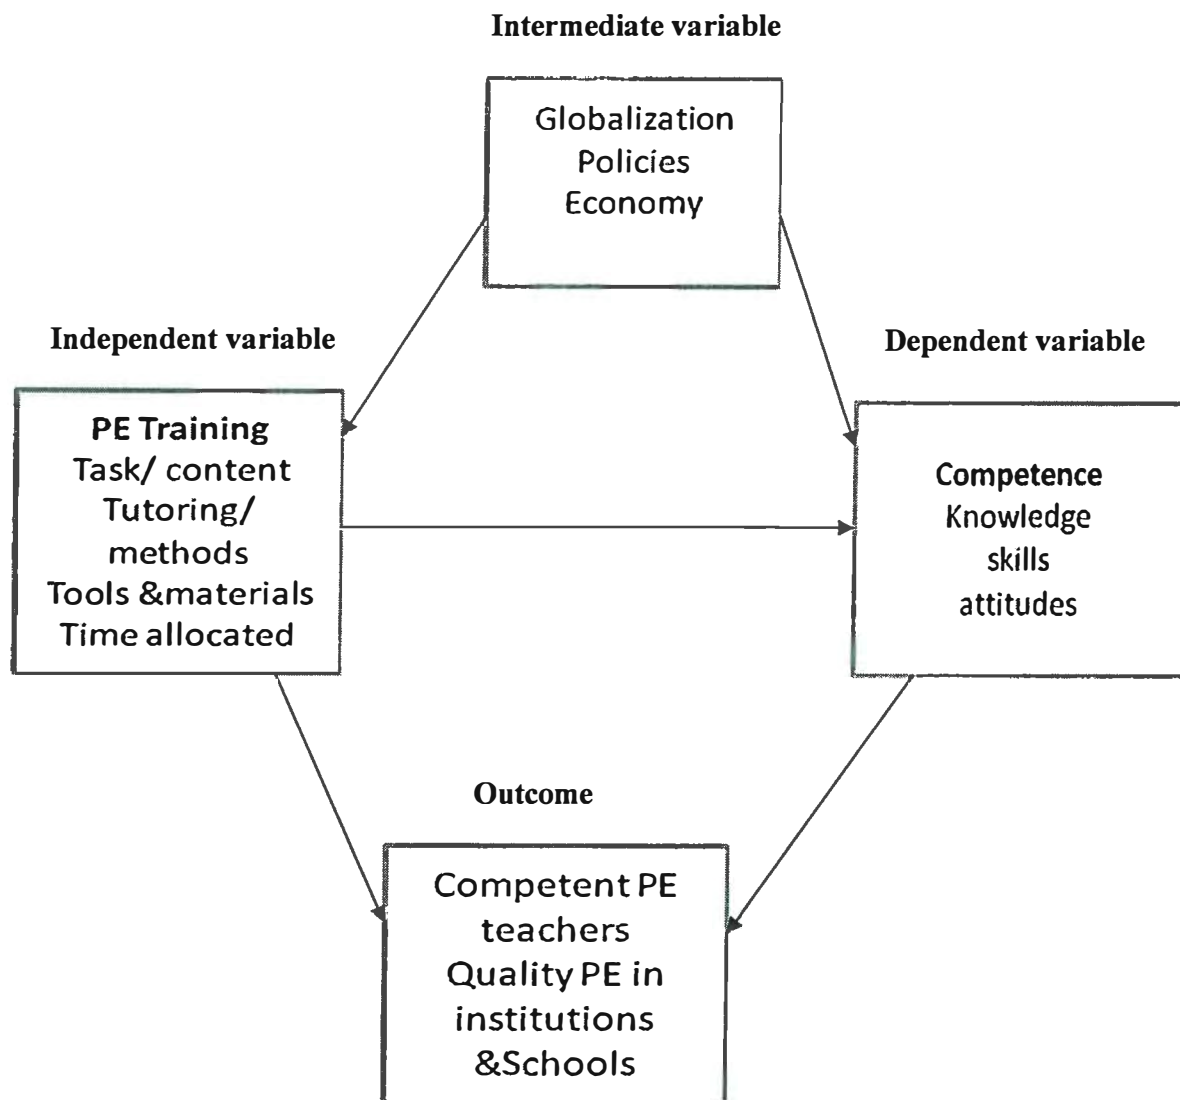 Intermediate variable
Globalization
Policies
Economy
Independent variable
PE Training
Task/ content
Tutoring/
methods
Tools &materials
Time allocated
Dependent variable
Competence
Knowledge
skills
attitudes
Outcome
Competent PE
teachers
Quality PE in
institutions
&Schools